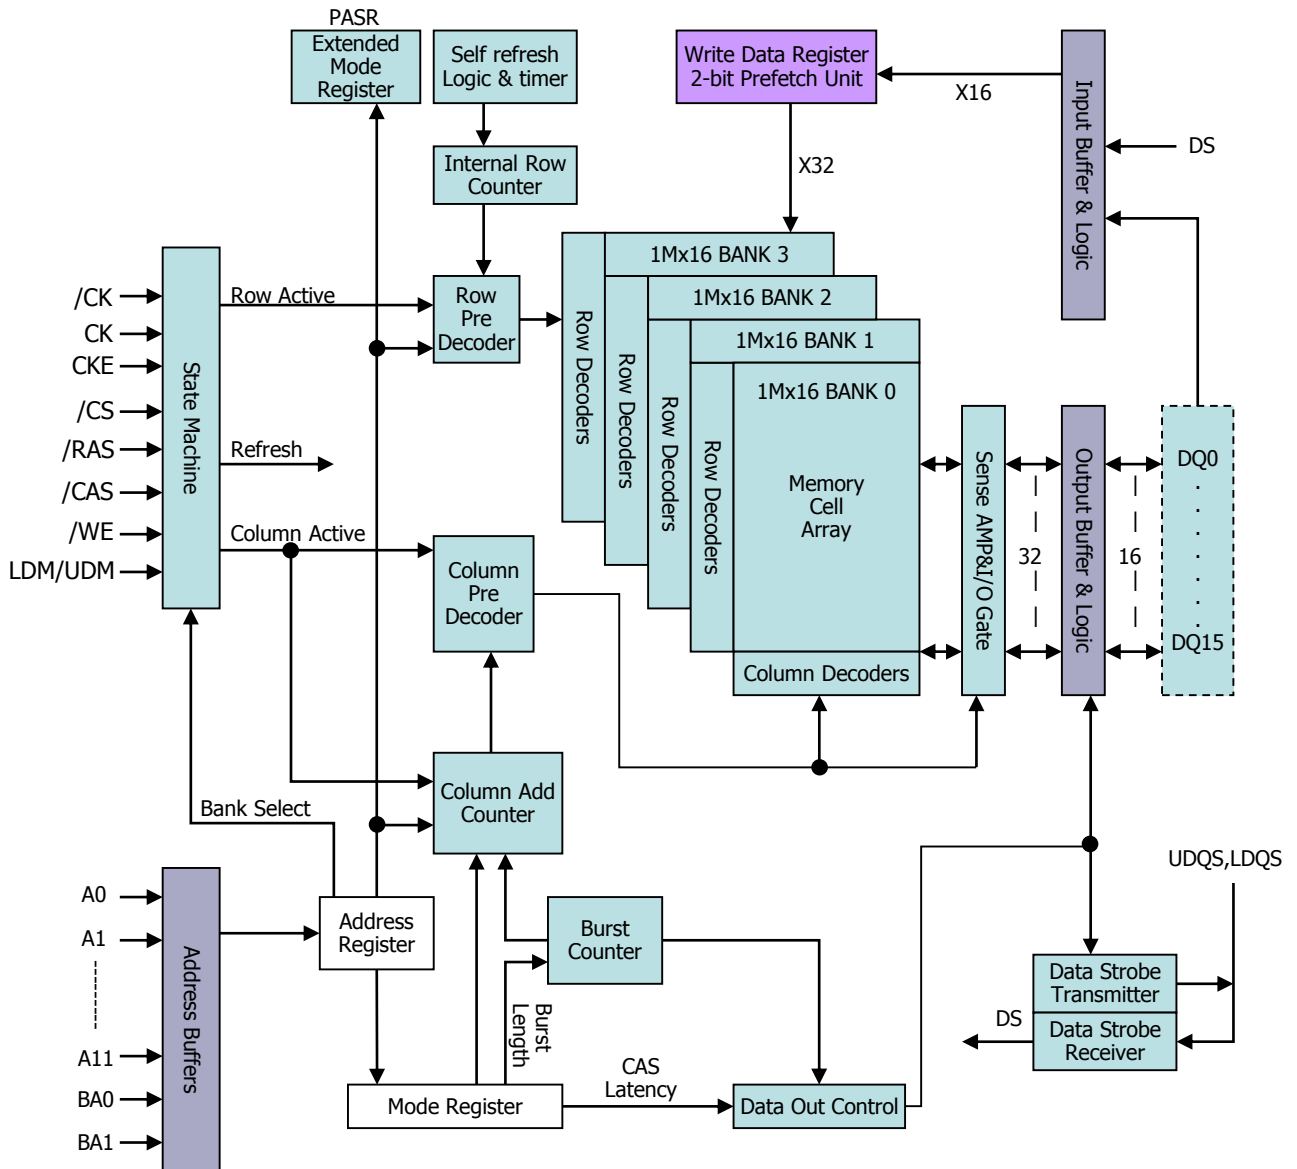 PASR
Extended
Mode
Register
Self refresh
Logic & timer
Write Data Register
2-bit Prefetch Unit
X16
Input Buffer & Logic
DS
Internal Row
Counter
X32
1Mx16 BANK 3
1Mx16 BANK 2
1Mx16 BANK 1
1Mx16 BANK 0
Row Decoders
Row Decoders
Row Decoders
Row Decoders
Memory
Cell
Array
Column Decoders
/CK
CK
CKE
/CS
/RAS
/CAS
/WE
LDM/UDM
State Machine
Row Active
Refresh
Column Active
Row
Pre
Decoder
Column
Pre
Decoder
Sense AMP&I/O Gate
32
Output Buffer & Logic
16
DQ0
DQ15
Bank Select
Column Add
Counter
A0
A1
A11
BA0
BA1
Address Buffers
Address
Register
Burst
Counter
Burst
Length
Mode Register
CAS
Latency
Data Out Control
UDQS,LDQS
Data Strobe
Transmitter
DS
Data Strobe
Receiver